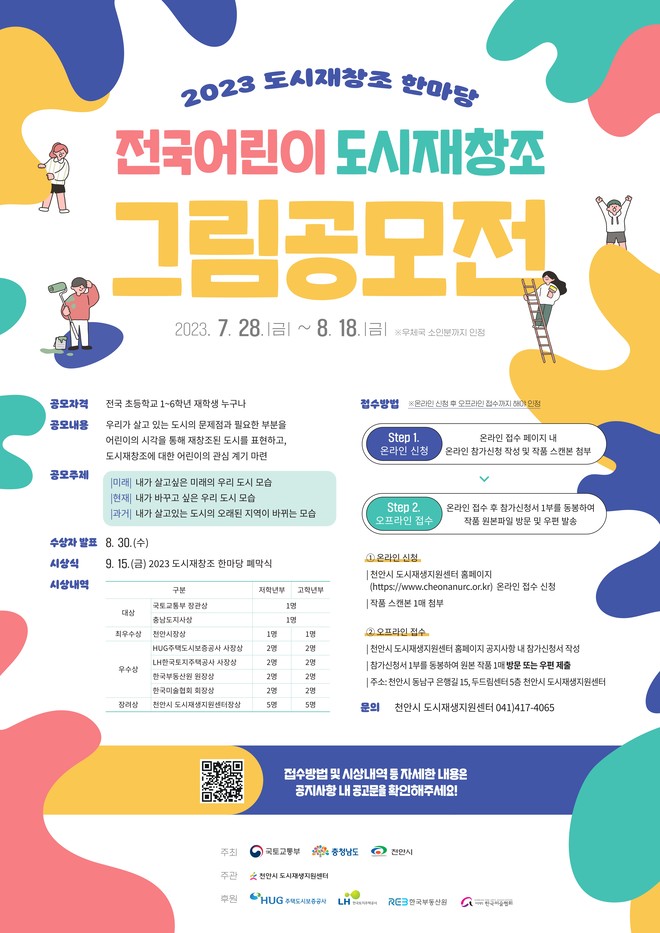 2023 도시재창조 한마당
전국어린이 도시재창조
그림공모전
2023. 7. 28.|금| ~ 8. 18.|금| ※우체국 소인분까지 인정
공모자격 전국 초등학교 1~6학년 재학생 누구나
공모내용 우리가 살고 있는 도시의 문제점과 필요한 부분을
어린이의 시각을 통해 재창조된 도시를 표현하고,
도시재창조에 대한 어린이의 관심 계기 마련
공모주제 |미래| 내가 살고싶은 미래의 우리 도시 모습
|현재| 내가 바꾸고 싶은 우리 도시 모습
|과거| 내가 살고있는 도시의 오래된 지역이 바뀌는 모습
수상자 발표 8. 30.(수)
시상식 9. 15.(금) 2023 도시재창조 한마당 폐막식
시상내역
구분 저학년부 고학년부
대상 국토교통부 장관상 1명
충남도지사상 1명
최우수상 천안시장상 1명 1명
우수상 HUG주택도시보증공사 사장상 2명 2명
LH한국토지주택공사 사장상 2명 2명
한국부동산원 원장상 2명 2명
한국미술협회 회장상 2명 2명
장려상 천안시 도시재생지원센터장상 5명 5명
접수방법 ※온라인 신청 후 오프라인 접수까지 해야 인정
Step 1.
온라인 신청
온라인 접수 페이지 내
온라인 참가신청 작성 및 작품 스캔본 첨부
Step 2.
오프라인 접수
온라인 접수 후 참가신청서 1부를 동봉하여
작품 원본파일 방문 및 우편 발송
① 온라인 신청
| 천안시 도시재생지원센터 홈페이지
(https://www.cheonanurc.or.kr) 온라인 접수 신청
| 작품 스캔본 1매 첨부
② 오프라인 접수
| 천안시 도시재생지원센터 홈페이지 공지사항 내 참가신청서 작성
| 참가신청서 1부를 동봉하여 원본 작품 1매 방문 또는 우편 제출
| 주소: 천안시 동남구 은행길 15, 두드림센터 5층 천안시 도시재생지원센터
문의 천안시 도시재생지원센터 041)417-4065
접수방법 및 시상내역 등 자세한 내용은
공지사항 내 공고문을 확인해주세요!
주최 국토교통부 충청남도 천안시
주관 천안시 도시재생지원센터
후원 HUG 주택도시보증공사 LH 한국토지주택공사 REB 한국부동산원 한국미술협회